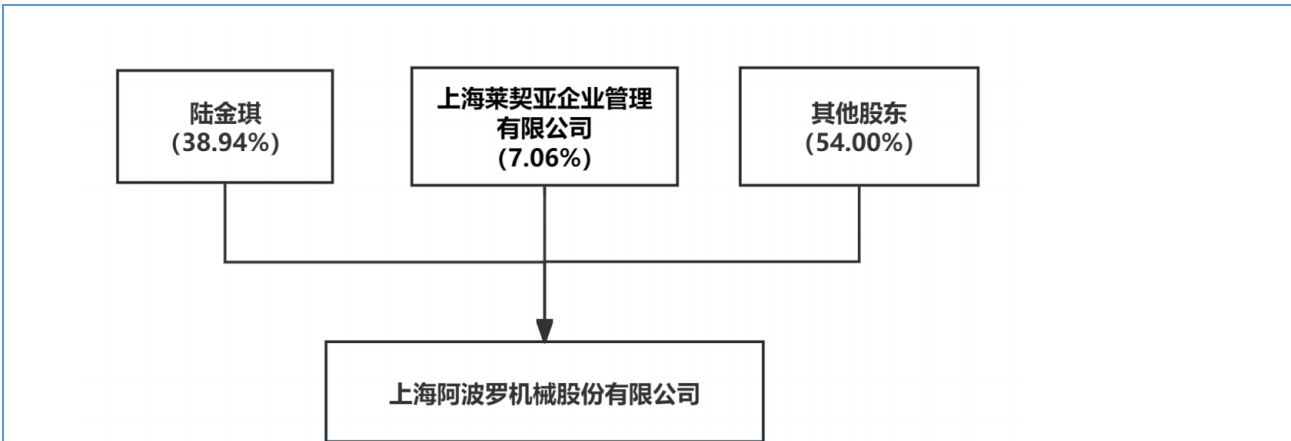 陆金琪
（38.94%）
上海莱契亚企业管理
有限公司
（7.06%）
其他股东
（54.00%）
上海阿波罗机械股份有限公司